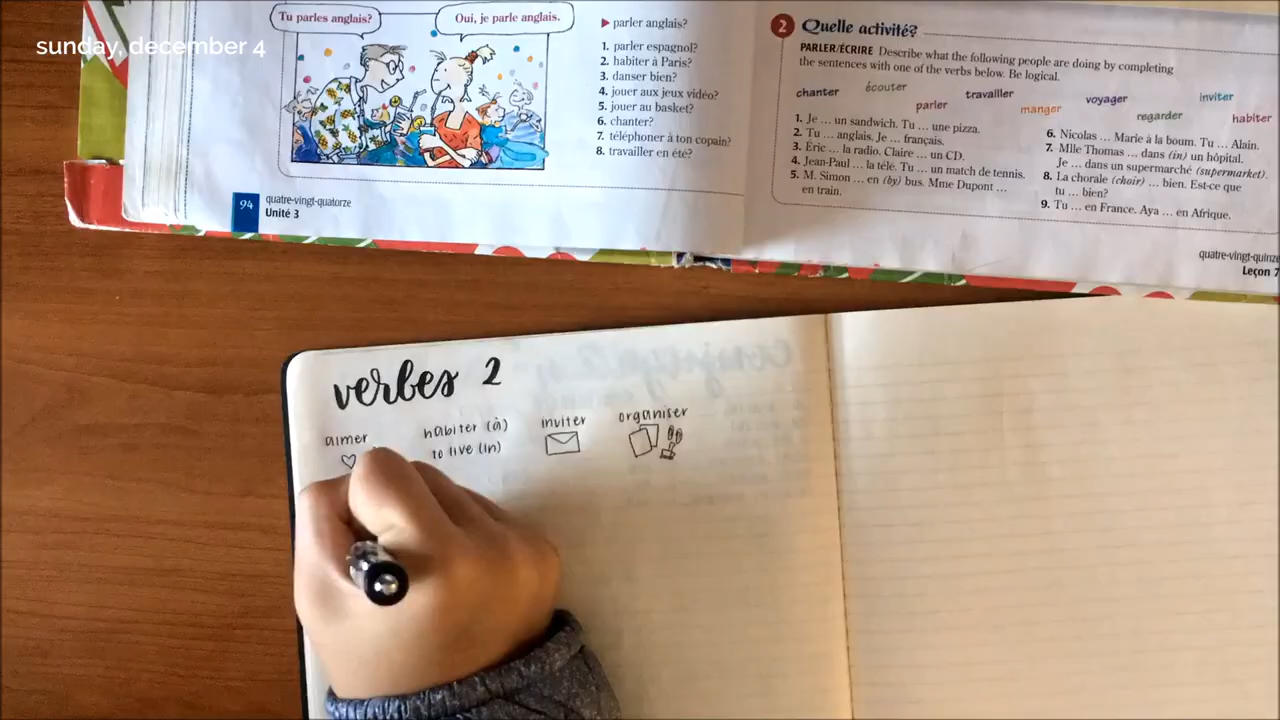 sunday, december 4
Tu parles anglais?
Oui, je parle anglais.
▶ parler anglais?
1. parler espagnol?
2. habiter à Paris?
3. danser bien?
4. jouer aux jeux vidéo?
5. jouer au basket?
6. chanter?
7. téléphoner à ton copain?
8. travailler en été?
94
quatre-vingt-quatorze
Unité 3
2 Quelle activité?
PARLER/ÉCRIRE Describe what the following people are doing by completing
the sentences with one of the verbs below. Be logical.
chanter écouter travailler voyager inviter
parler manger regarder habiter
1. Je ... un sandwich. Tu ... une pizza.
2. Tu ... anglais. Je ... français.
3. Éric ... la radio. Claire ... un CD.
4. Jean-Paul ... la télé. Tu ... un match de tennis.
5. M. Simon ... en (by) bus. Mme Dupont ...
en train.
6. Nicolas ... Marie à la boum. Tu ... Alain.
7. Mlle Thomas ... dans (in) un hôpital.
Je ... dans un supermarché (supermarket).
8. La chorale (choir) ... bien. Est-ce que
tu ... bien?
9. Tu ... en France. Aya ... en Afrique.
quatre-vingt-quinze
Leçon 7
verbes 2
aimer habiter (à) inviter organiser
to live (in)